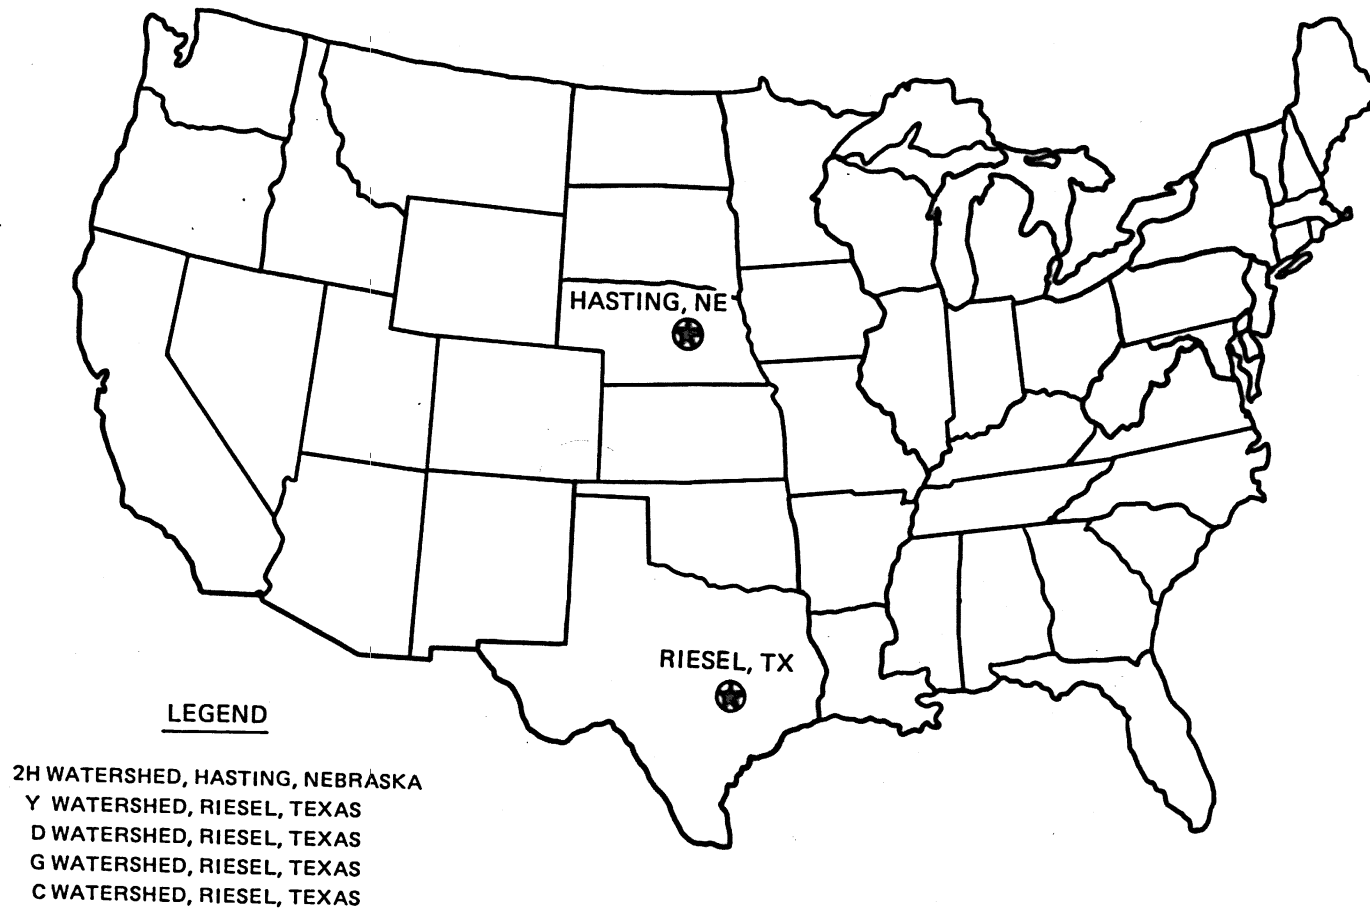 HASTING, NE
RIESEL, TX
LEGEND
2H WATERSHED, HASTING, NEBRASKA
Y WATERSHED, RIESEL, TEXAS
D WATERSHED, RIESEL, TEXAS
G WATERSHED, RIESEL, TEXAS
C WATERSHED, RIESEL, TEXAS